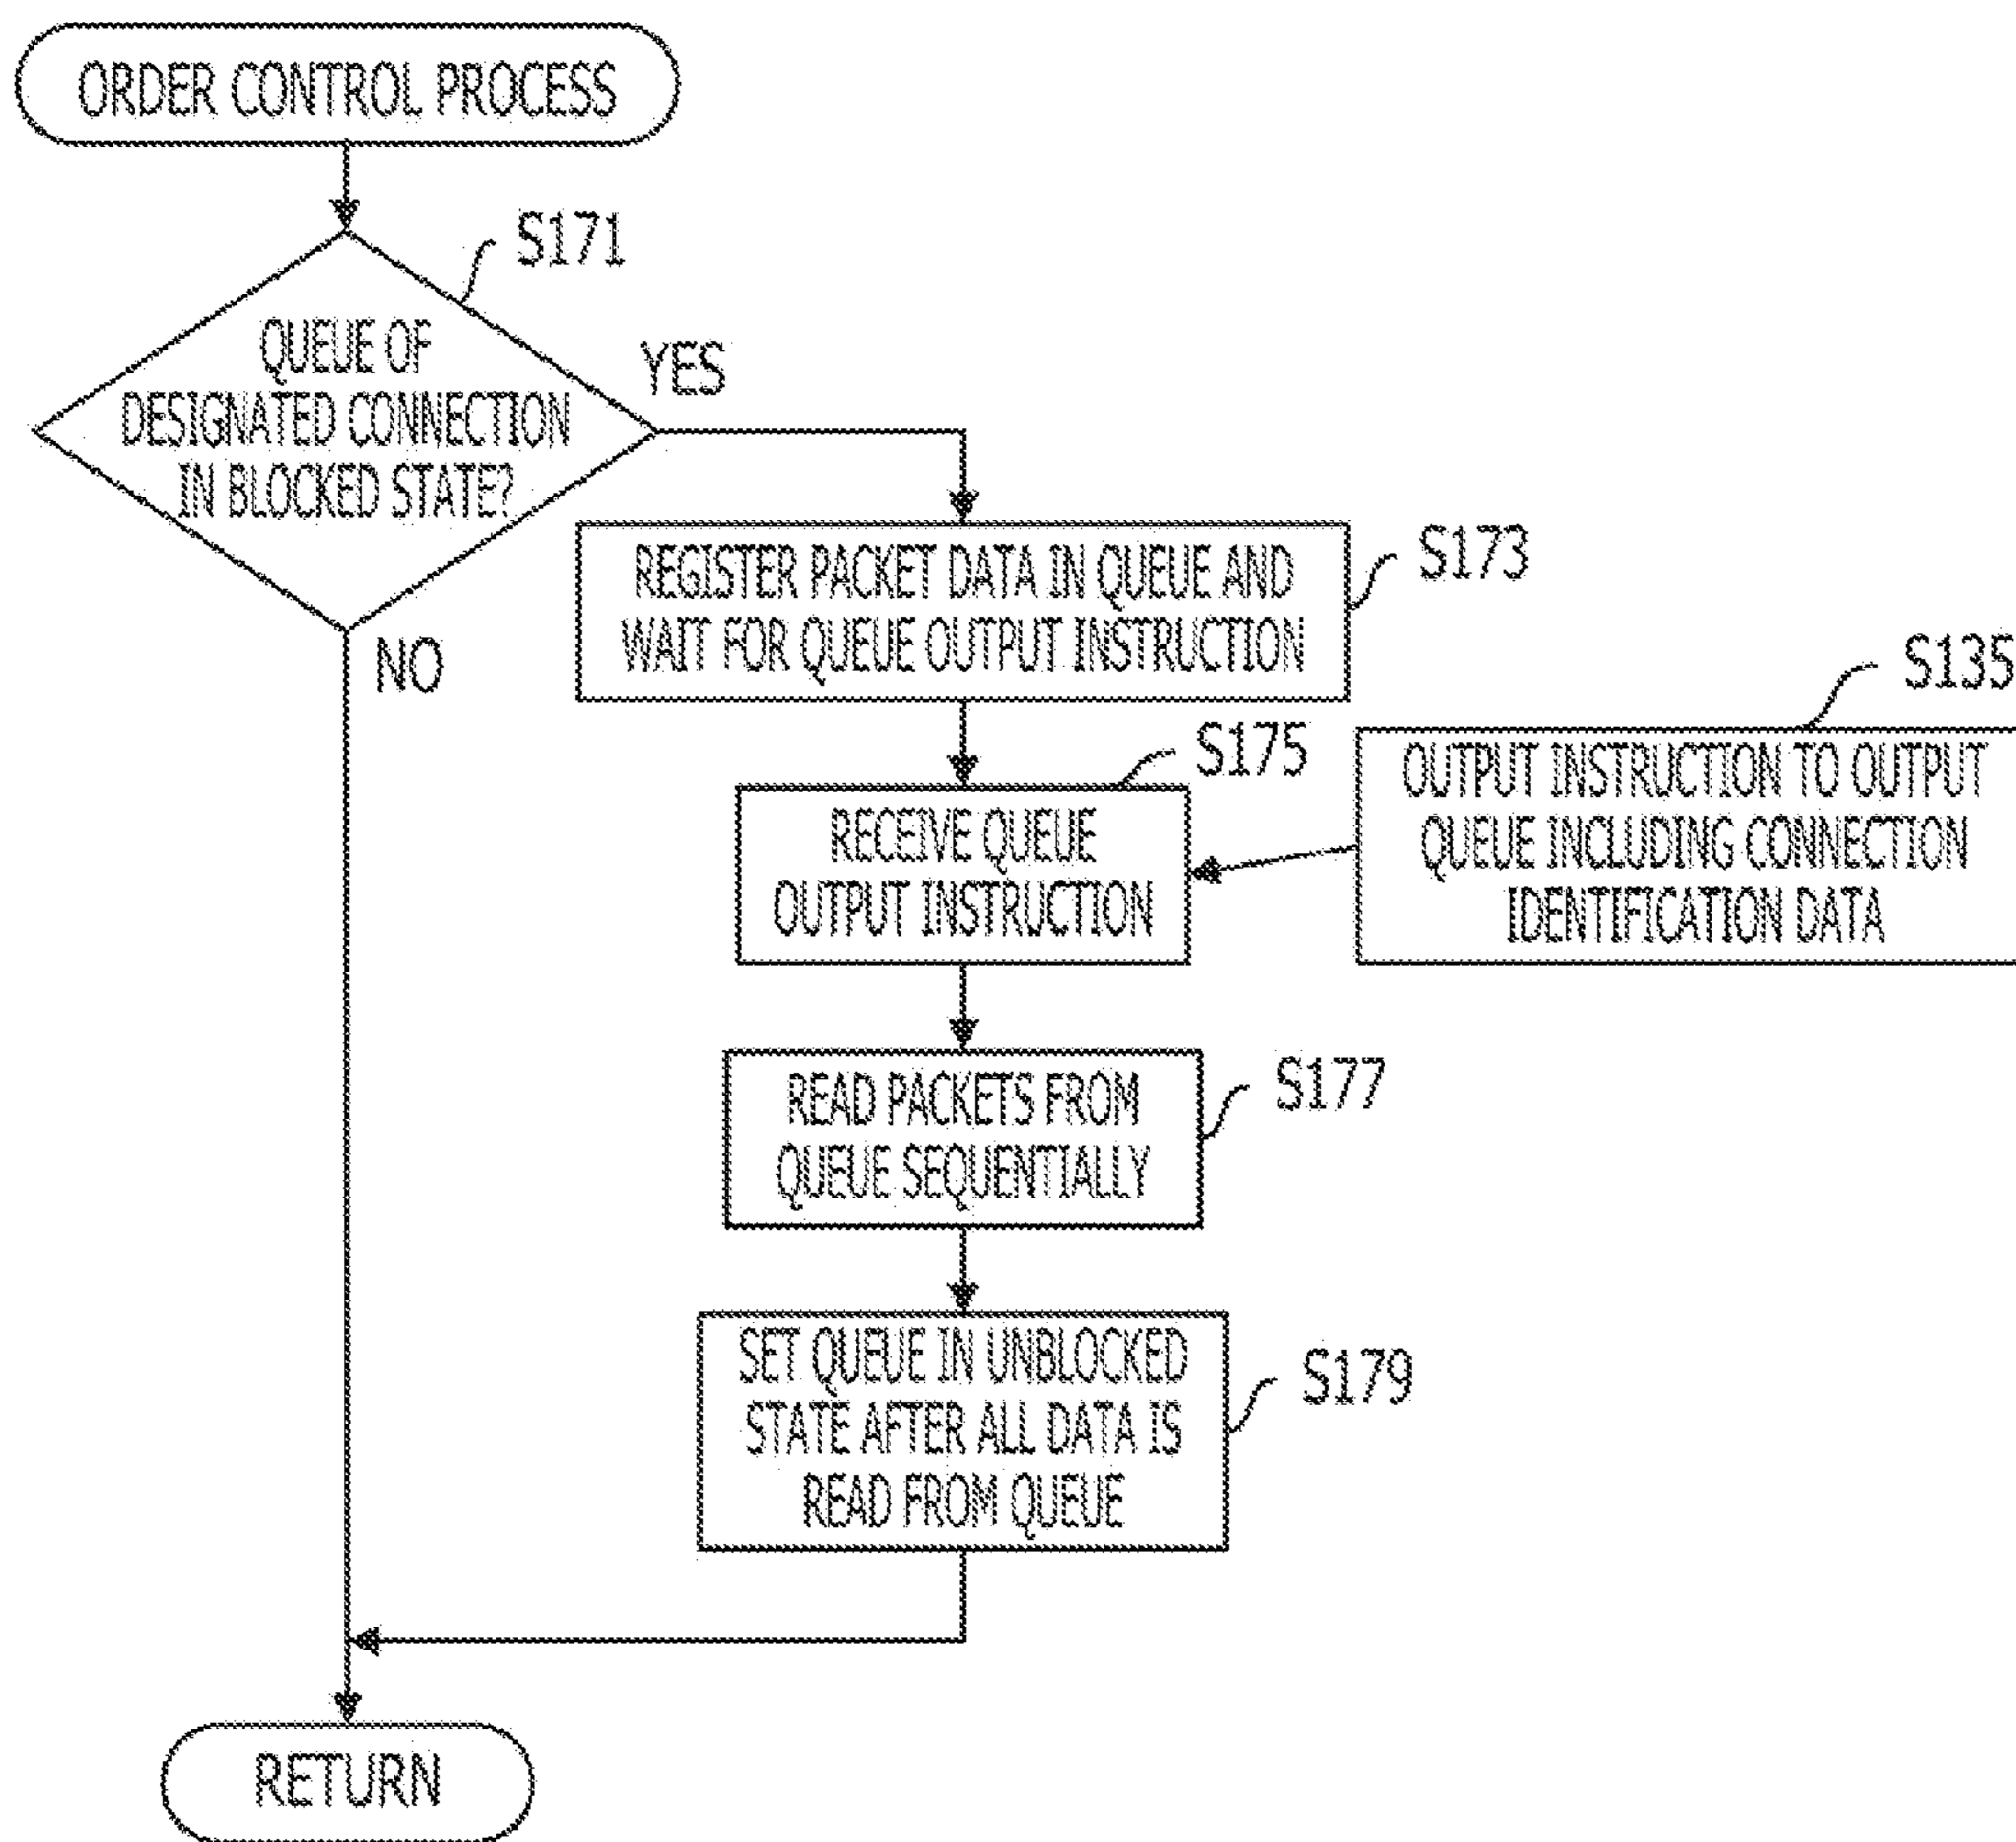 ORDER CONTROL PROCESS
S171
QUEUE OF
DESIGNATED CONNECTION
IN BLOCKED STATE?
YES
NO
REGISTER PACKET DATA IN QUEUE AND
WAIT FOR QUEUE OUTPUT INSTRUCTION
S173
S135
OUTPUT INSTRUCTION TO OUTPUT
QUEUE INCLUDING CONNECTION
IDENTIFICATION DATA
S175
RECEIVE QUEUE
OUTPUT INSTRUCTION
READ PACKETS FROM
QUEUE SEQUENTIALLY
S177
SET QUEUE IN UNBLOCKED
STATE AFTER ALL DATA IS
READ FROM QUEUE
S179
RETURN